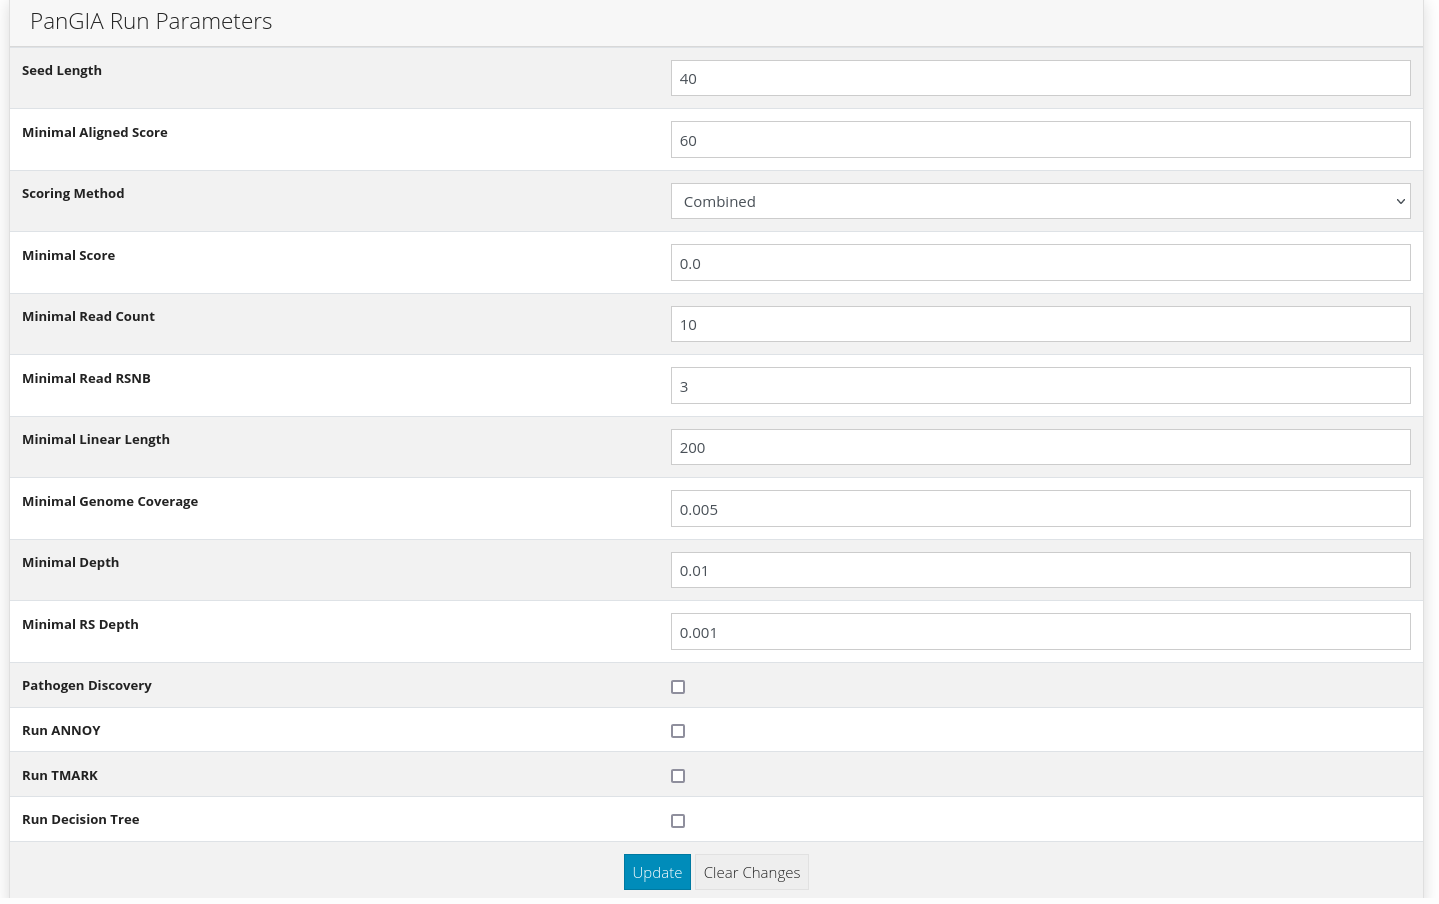 PanGIA Run Parameters
Seed Length
40
Minimal Aligned Score
60
Scoring Method
Combined
Minimal Score
0.0
Minimal Read Count
10
Minimal Read RSNB
3
Minimal Linear Length
200
Minimal Genome Coverage
0.005
Minimal Depth
0.01
Minimal RS Depth
0.001
Pathogen Discovery
Run ANNOY
Run TMARK
Run Decision Tree
Update Clear Changes